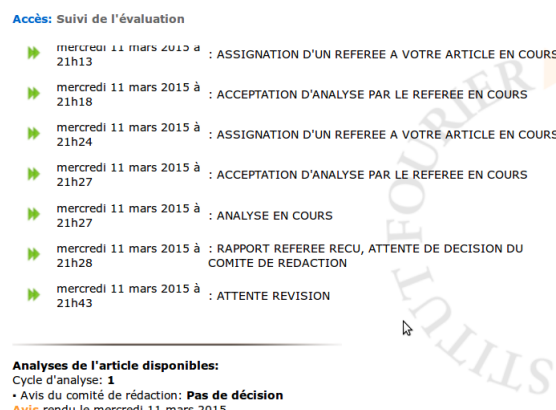 Accès: Suivi de l'évaluation
mercredi 11 mars 2015 à
21h13
: ASSIGNATION D'UN REFEREE A VOTRE ARTICLE EN COURS
mercredi 11 mars 2015 à
21h18
: ACCEPTATION D'ANALYSE PAR LE REFEREE EN COURS
mercredi 11 mars 2015 à
21h24
: ASSIGNATION D'UN REFEREE A VOTRE ARTICLE EN COURS
mercredi 11 mars 2015 à
21h27
: ACCEPTATION D'ANALYSE PAR LE REFEREE EN COURS
mercredi 11 mars 2015 à
21h27
: ANALYSE EN COURS
mercredi 11 mars 2015 à
21h28
: RAPPORT REFEREE RECU, ATTENTE DE DECISION DU
COMITE DE REDACTION
mercredi 11 mars 2015 à
21h43
: ATTENTE REVISION
Analyses de l'article disponibles:
Cycle d'analyse: 1
• Avis du comité de rédaction: Pas de décision
Avis rendu le mercredi 11 mars 2015
STITUT FOURIER